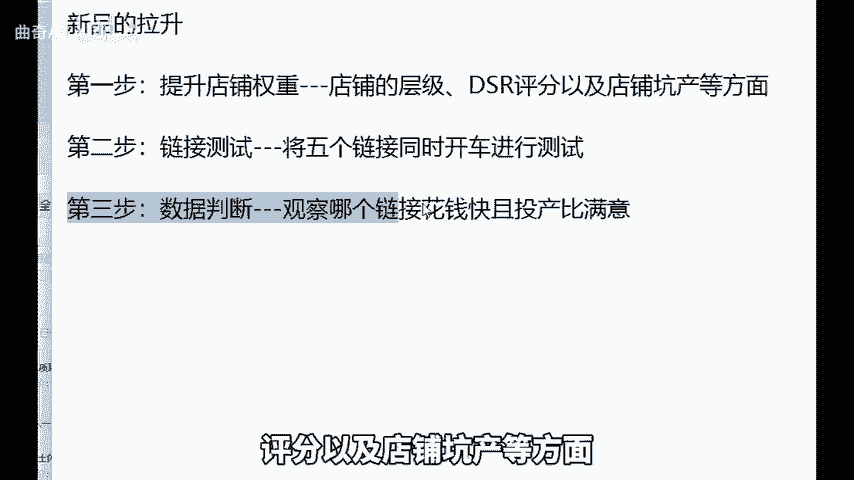 新品的拉升
曲奇A
第一步：提升店铺权重---店铺的层级、DSR评分以及店铺坑产等方面
第二步：链接测试---将五个链接同时开车进行测试
第三步：数据判断---观察哪个链接花钱快且投产比满意
评分以及店铺坑产等方面